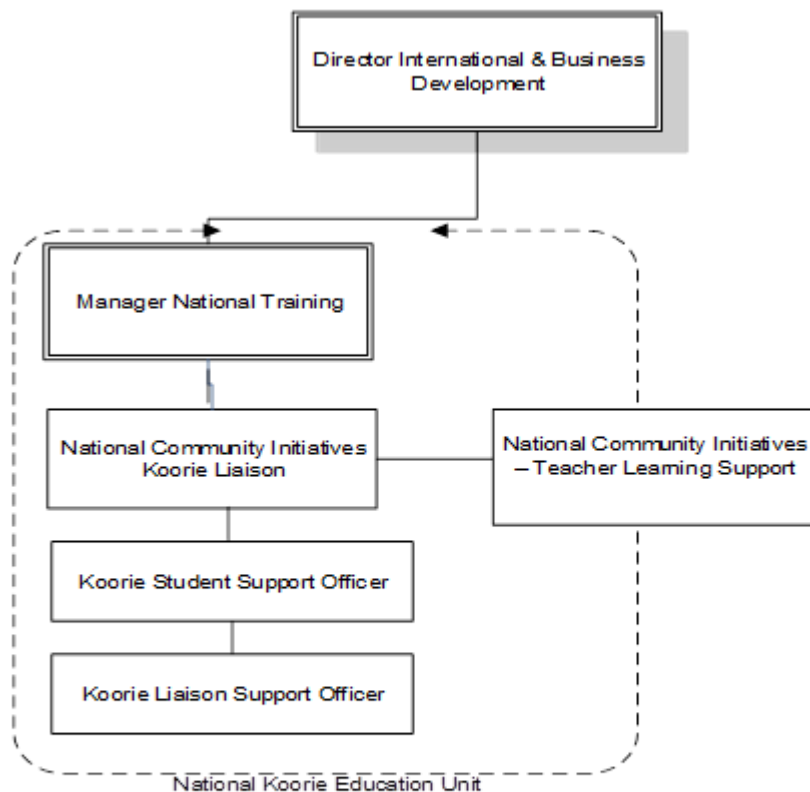 Director International & Business
Development
Manager National Training
National Community Initiatives
Koorie Liaison
National Community Initiatives
– Teacher Learning Support
Koorie Student Support Officer
Koorie Liaison Support Officer
National Koorie Education Unit